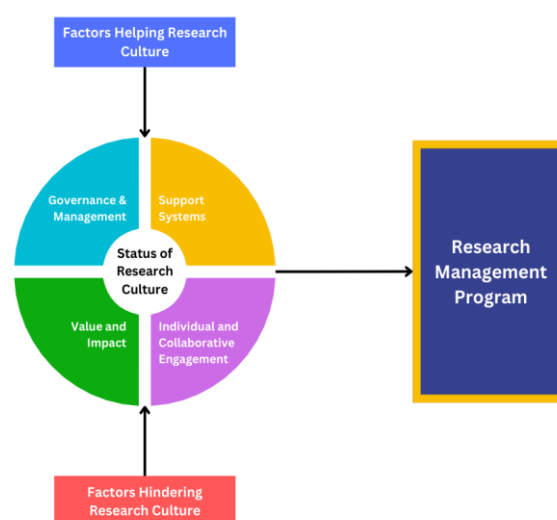 Factors Helping Research
Culture
Governance &
Management
Support
Systems
Status of
Research
Culture
Research
Management
Program
Value and
Impact
Individual and
Collaborative
Engagement
Factors Hindering
Research Culture